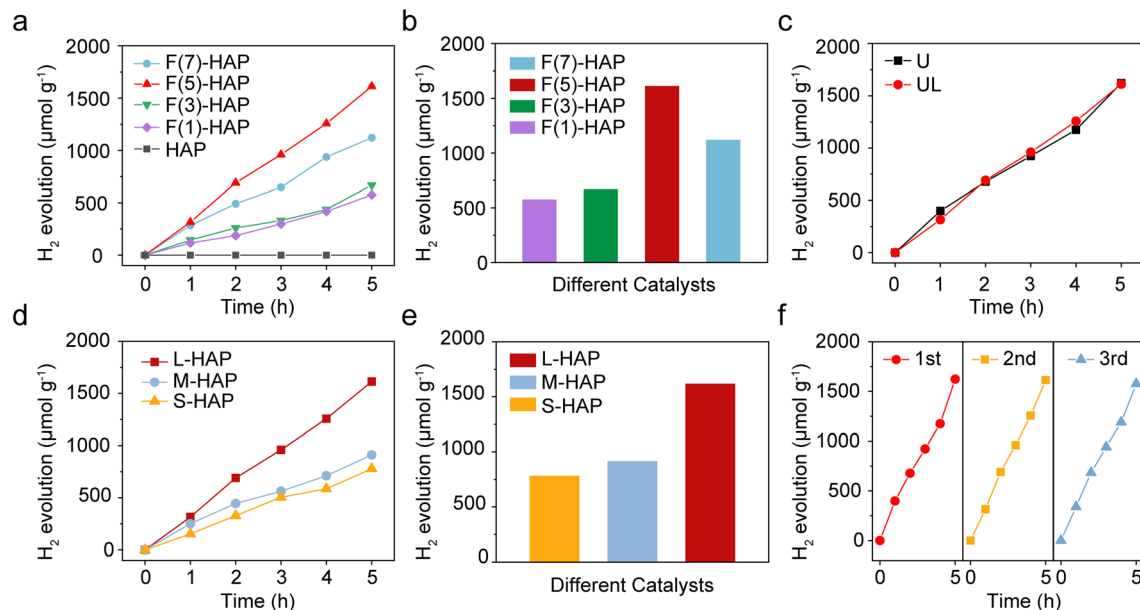 a
H₂ evolution (μmol g⁻¹)
2000
1500
1000
500
0
F(7)-HAP
F(5)-HAP
F(3)-HAP
F(1)-HAP
HAP
0 1 2 3 4 5
Time (h)
b
H₂ evolution (μmol g⁻¹)
2000
1500
1000
500
0
F(7)-HAP
F(5)-HAP
F(3)-HAP
F(1)-HAP
Different Catalysts
c
H₂ evolution (μmol g⁻¹)
2000
1500
1000
500
0
U
UL
0 1 2 3 4 5
Time (h)
d
H₂ evolution (μmol g⁻¹)
2000
1500
1000
500
0
L-HAP
M-HAP
S-HAP
0 1 2 3 4 5
Time (h)
e
H₂ evolution (μmol g⁻¹)
2000
1500
1000
500
0
L-HAP
M-HAP
S-HAP
Different Catalysts
f
H₂ evolution (μmol g⁻¹)
2000
1500
1000
500
0
1st
2nd
3rd
0 5 0 5 0 5
Time (h)